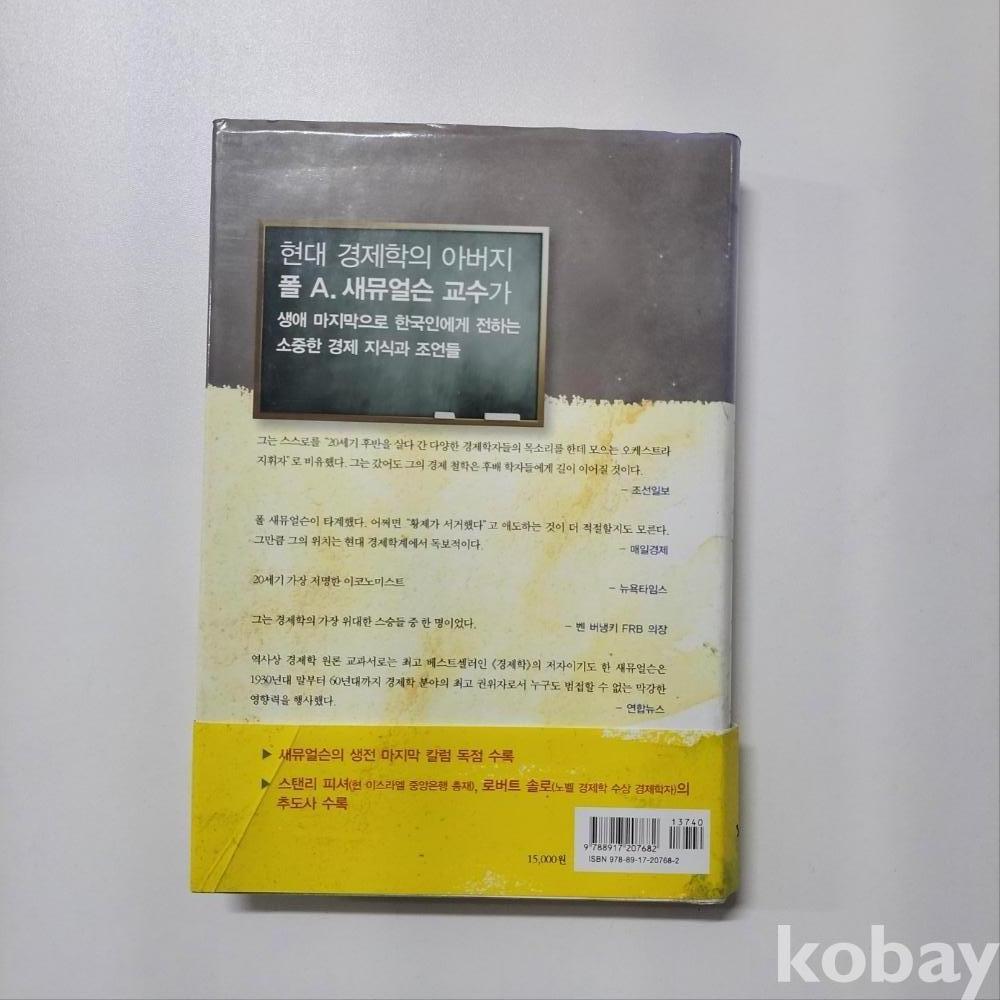 현대 경제학의 아버지
폴 A. 새뮤얼슨 교수가
생애 마지막으로 한국인에게 전하는
소중한 경제 지식과 조언들
그는 스스로를 "20세기 후반을 살다 간 다양한 경제학자들의 목소리를 한데 모으는 오케스트라
지휘자"로 비유했다. 그는 갔어도 그의 경제 철학은 후배 학자들에게 길이 이어질 것이다.
- 조선일보
폴 새뮤얼슨이 타계했다. 어쩌면 "황제가 서거했다"고 애도하는 것이 더 적절할지도 모른다.
그만큼 그의 위치는 현대 경제학계에서 독보적이다.
- 매일경제
20세기 가장 저명한 이코노미스트
- 뉴욕타임스
그는 경제학의 가장 위대한 스승들 중 한 명이었다.
- 벤 버냉키 FRB 의장
역사상 경제학 원론 교과서로는 최고 베스트셀러인 《경제학》의 저자이기도 한 새뮤얼슨은
1930년대 말부터 60년대까지 경제학 분야의 최고 권위자로서 누구도 범접할 수 없는 막강한
영향력을 행사했다.
- 연합뉴스
▶ 새뮤얼슨의 생전 마지막 칼럼 독점 수록
▶ 스탠리 피셔(현 이스라엘 중앙은행 총재), 로버트 솔로(노벨 경제학 수상 경제학자)의
추도사 수록
13740
9 788917 207682
15,000원
ISBN 978-89-17-20768-2
kobay